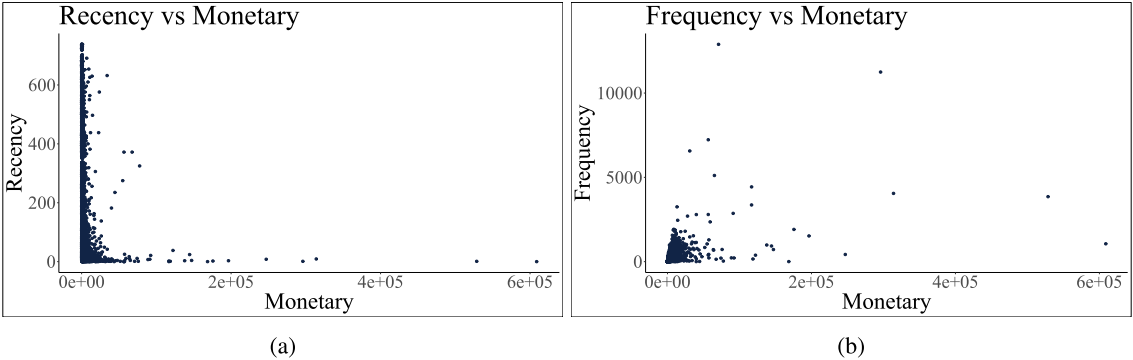 Recency vs Monetary
Recency
600
400
200
0
0e+00 2e+05 4e+05 6e+05
Monetary
(a)
Frequency vs Monetary
Frequency
10000
5000
0
0e+00 2e+05 4e+05 6e+05
Monetary
(b)